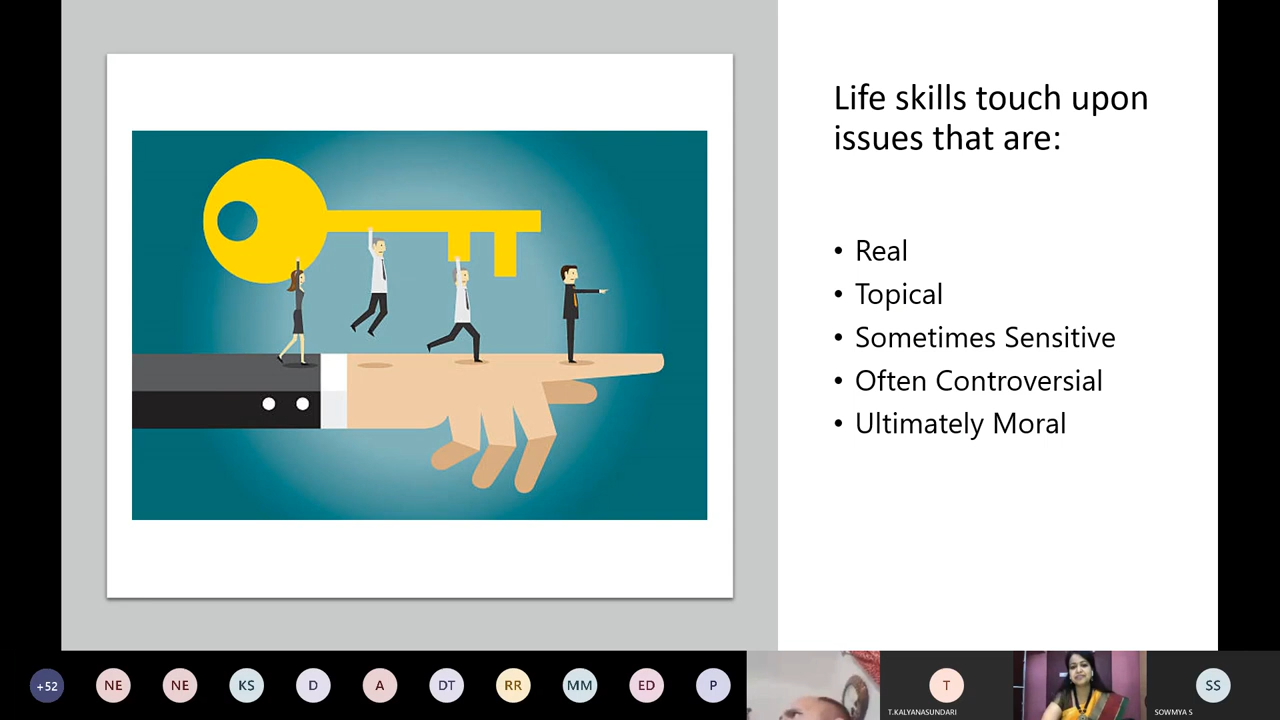 Life skills touch upon
issues that are:
• Real
• Topical
• Sometimes Sensitive
• Often Controversial
• Ultimately Moral
+52
NE
NE
KS
D
A
DT
RR
MM
ED
P
T
T.KALYANASUNDARI
SS
SOWMYA S